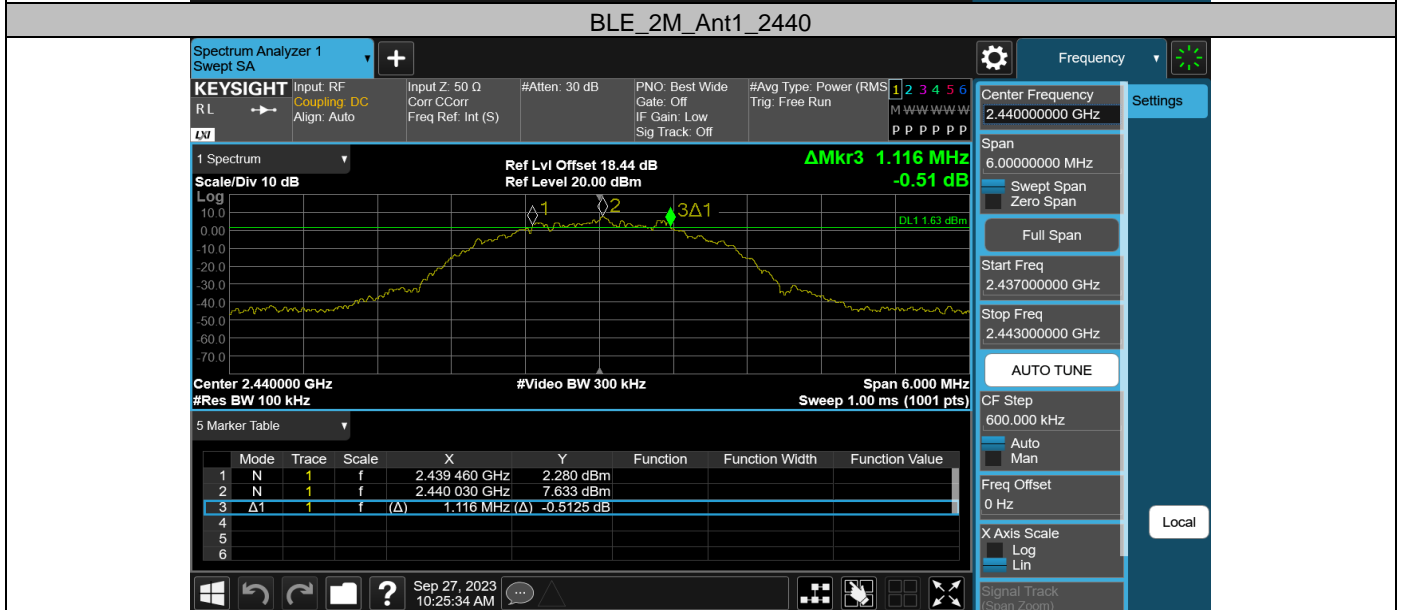 BLE_2M_Ant1_2440
Spectrum Analyzer 1
Swept SA
+
Frequency
KEYSIGHT
Input: RF
Input Z: 50 Ω
#Atten: 30 dB
PNO: Best Wide
#Avg Type: Power (RMS
1 2 3 4 5 6
RL
Coupling: DC
Corr CCorr
Gate: Off
Trig: Free Run
M W W W W W
Align: Auto
Freq Ref: Int (S)
IF Gain: Low
LXI
Sig Track: Off
P P P P P P
1 Spectrum
Ref Lvl Offset 18.44 dB
ΔMkr3 1.116 MHz
Scale/Div 10 dB
Ref Level 20.00 dBm
-0.51 dB
Log
10.0
0.00
-10.0
-20.0
-30.0
-40.0
-50.0
-60.0
-70.0
1
2
3Δ1
DL1 1.63 dBm
Center 2.440000 GHz
#Video BW 300 kHz
Span 6.000 MHz
#Res BW 100 kHz
Sweep 1.00 ms (1001 pts)
5 Marker Table
Mode Trace Scale X Y Function Function Width Function Value
1 N 1 f 2.439 460 GHz 2.280 dBm
2 N 1 f 2.440 030 GHz 7.633 dBm
3 Δ1 1 f (Δ) 1.116 MHz (Δ) -0.5125 dB
4
5
6
Center Frequency
2.440000000 GHz
Settings
Span
6.00000000 MHz
Swept Span
Zero Span
Full Span
Start Freq
2.437000000 GHz
Stop Freq
2.443000000 GHz
AUTO TUNE
CF Step
600.000 kHz
Auto
Man
Freq Offset
0 Hz
Local
X Axis Scale
Log
Lin
Signal Track
(Span Zoom)
?
Sep 27, 2023
10:25:34 AM